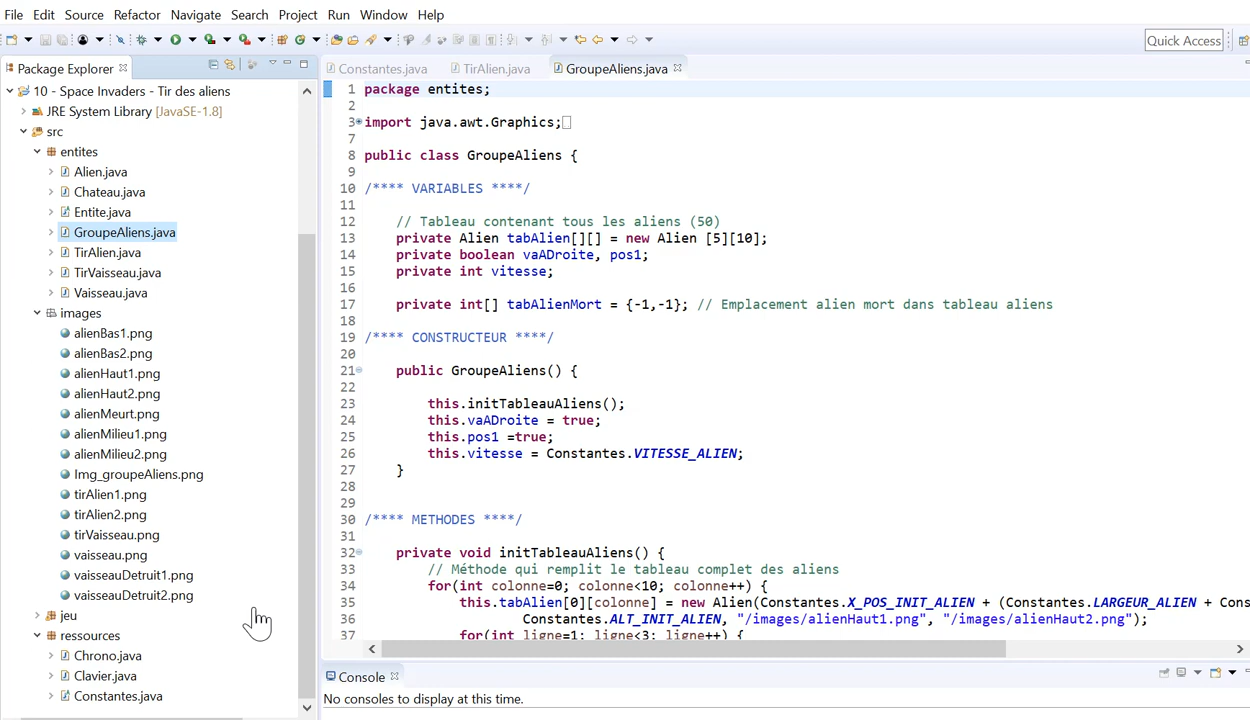 File Edit Source Refactor Navigate Search Project Run Window Help
Quick Access
Package Explorer
10 - Space Invaders - Tir des aliens
JRE System Library [JavaSE-1.8]
src
entites
Alien.java
Chateau.java
Entite.java
GroupeAliens.java
TirAlien.java
TirVaisseau.java
Vaisseau.java
images
alienBas1.png
alienBas2.png
alienHaut1.png
alienHaut2.png
alienMeurt.png
alienMilieu1.png
alienMilieu2.png
Img_groupeAliens.png
tirAlien1.png
tirAlien2.png
tirVaisseau.png
vaisseau.png
vaisseauDetruit1.png
vaisseauDetruit2.png
jeu
ressources
Chrono.java
Clavier.java
Constantes.java
Constantes.java TirAlien.java GroupeAliens.java
1 package entites;
2
3 import java.awt.Graphics;
7
8 public class GroupeAliens {
9
10 /**** VARIABLES ****/
11
12 // Tableau contenant tous les aliens (50)
13 private Alien tabAlien[][] = new Alien [5][10];
14 private boolean vaADroite, pos1;
15 private int vitesse;
16
17 private int[] tabAlienMort = {-1,-1}; // Emplacement alien mort dans tableau aliens
18
19 /**** CONSTRUCTEUR ****/
20
21 public GroupeAliens() {
22
23 this.initTableauAliens();
24 this.vaADroite = true;
25 this.pos1 =true;
26 this.vitesse = Constantes.VITESSE_ALIEN;
27 }
28
29
30 /**** METHODES ****/
31
32 private void initTableauAliens() {
33 // Méthode qui remplit le tableau complet des aliens
34 for(int colonne=0; colonne<10; colonne++) {
35 this.tabAlien[0][colonne] = new Alien(Constantes.X_POS_INIT_ALIEN + (Constantes.LARGEUR_ALIEN + Cons
36 Constantes.ALT_INIT_ALIEN, "/images/alienHaut1.png", "/images/alienHaut2.png");
37 for(int ligne=1; ligne<3; ligne++) {
Console
No consoles to display at this time.